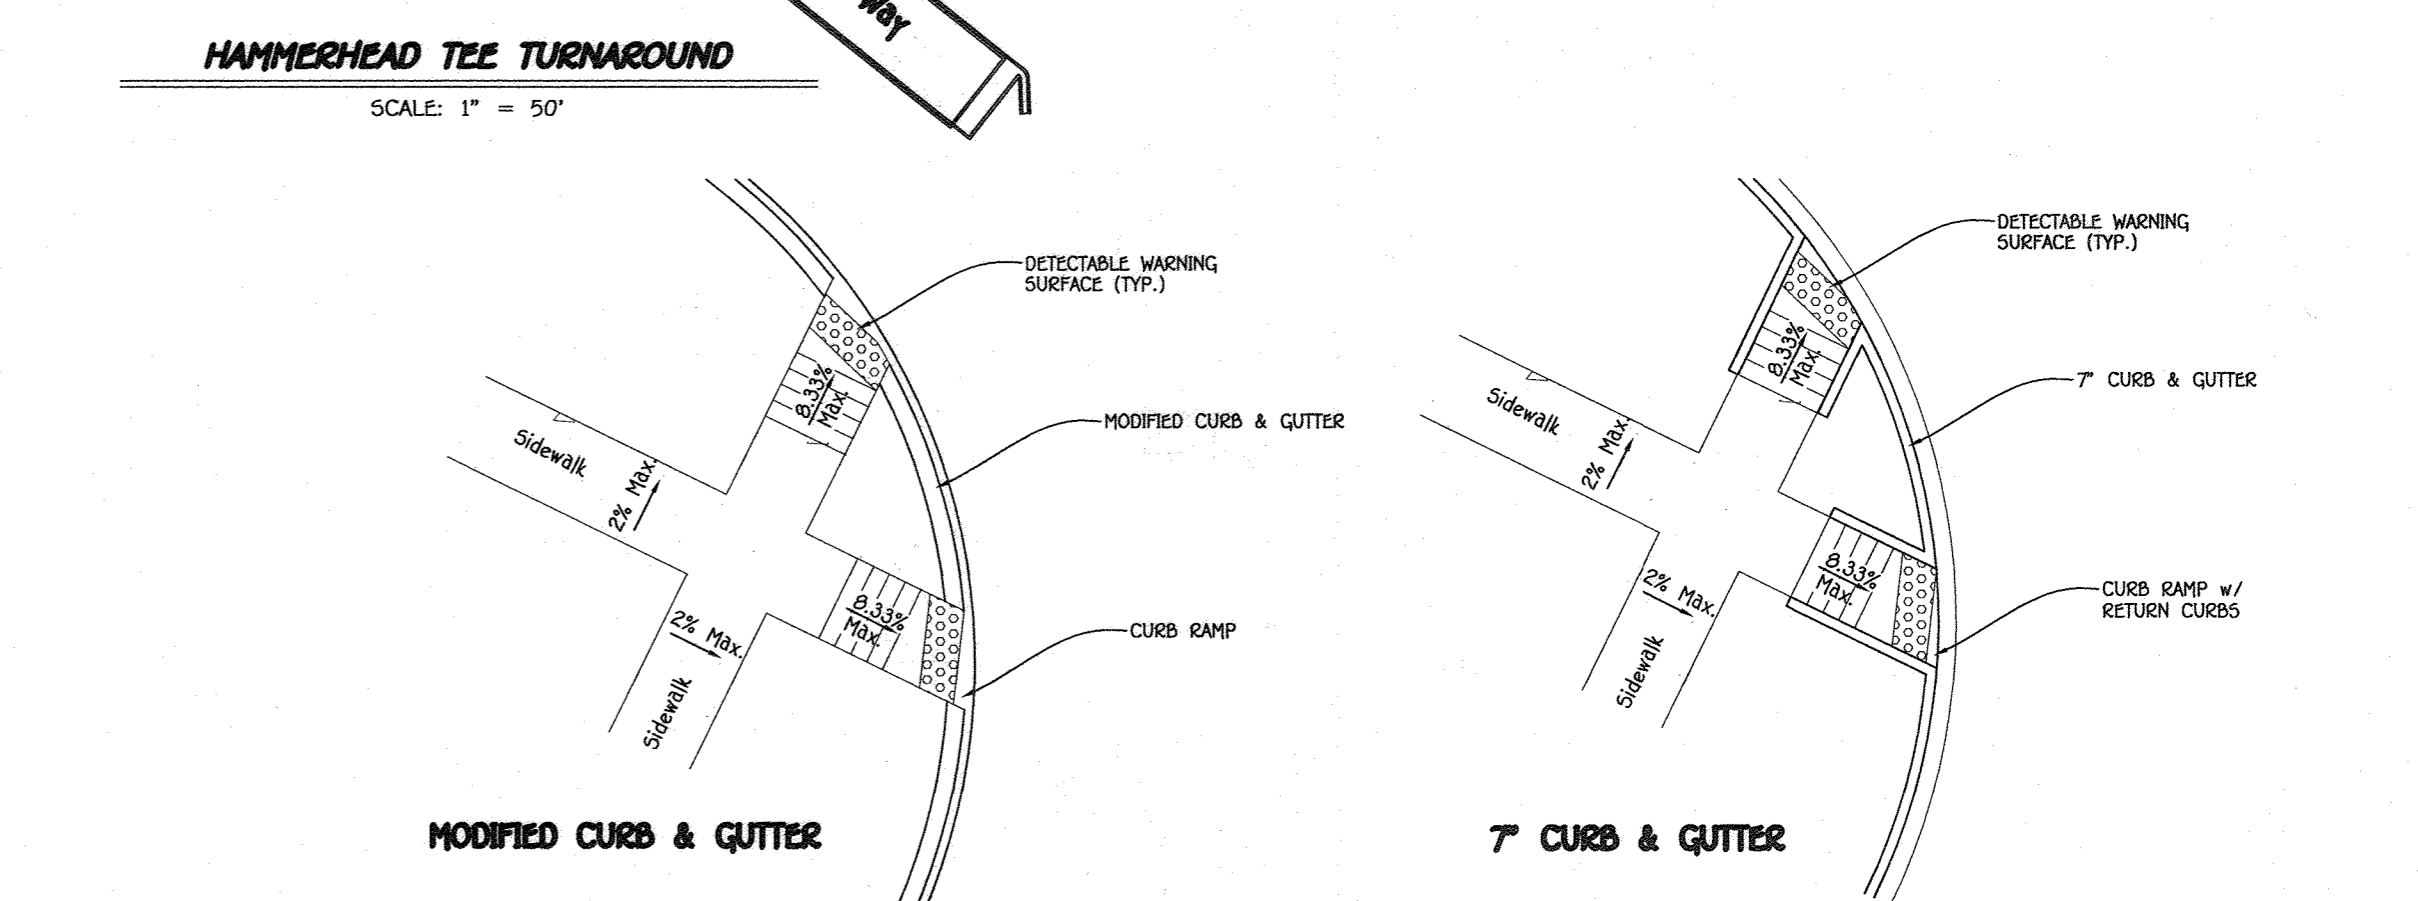 Way
HAMMERHEAD TEE TURNAROUND
SCALE: 1" = 50'
DETECTABLE WARNING
SURFACE (TYP.)
8.33%
Max.
MODIFIED CURB & GUTTER
Sidewalk
2% Max.
8.33%
Max.
2% Max.
CURB RAMP
Sidewalk
MODIFIED CURB & GUTTER
DETECTABLE WARNING
SURFACE (TYP.)
8.33%
Max.
7" CURB & GUTTER
Sidewalk
2% Max.
8.33%
Max.
2% Max.
CURB RAMP w/
RETURN CURBS
Sidewalk
7" CURB & GUTTER